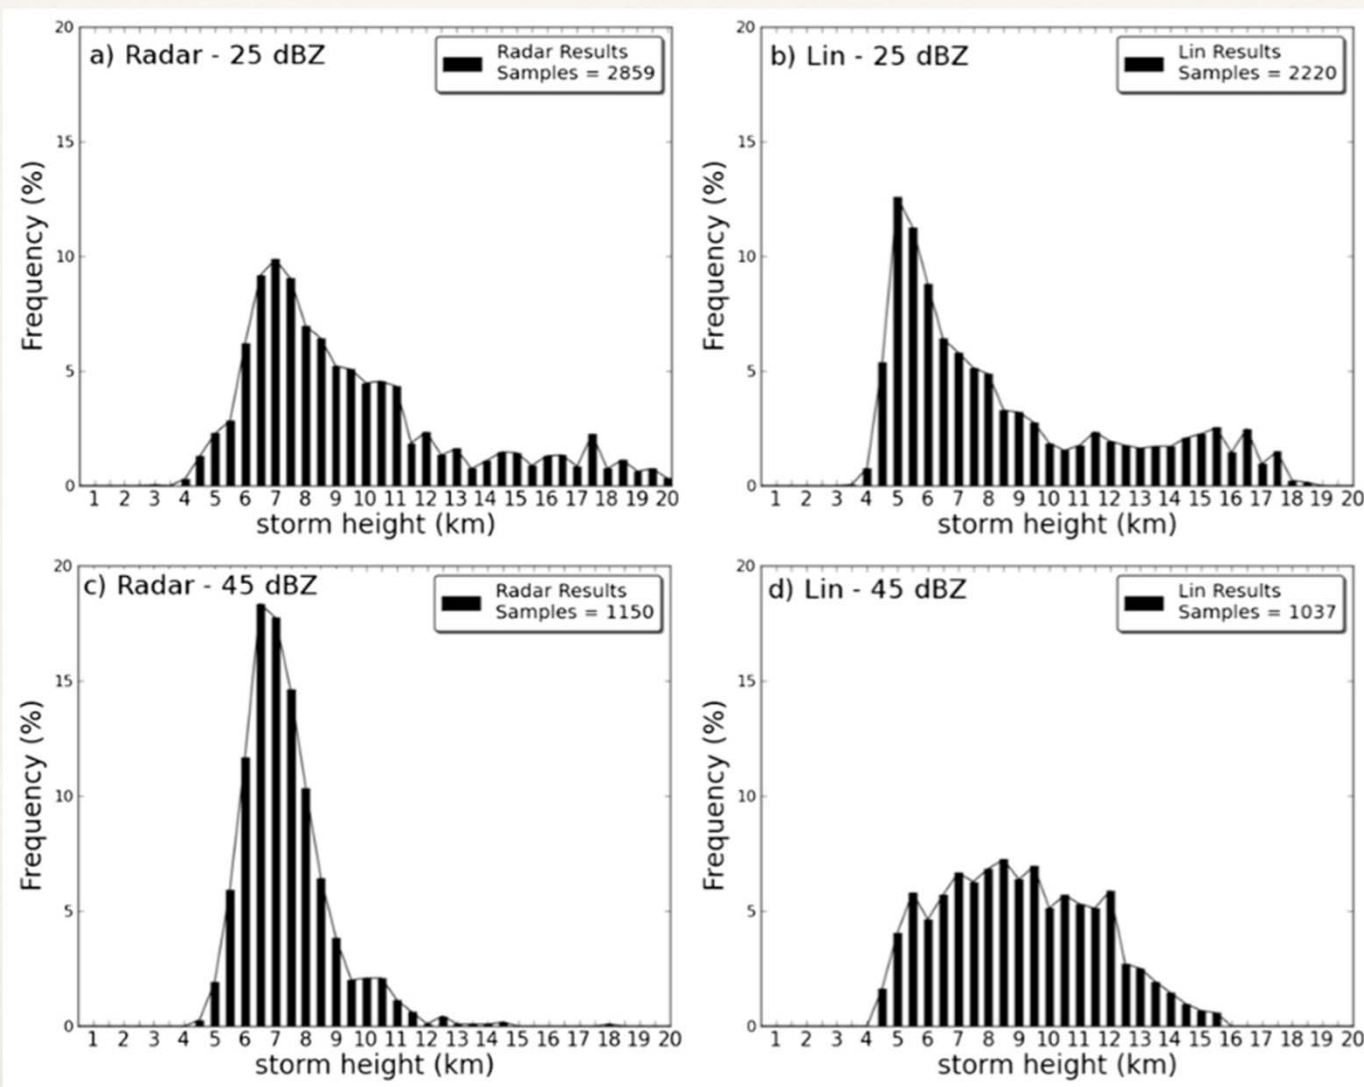 a) Radar - 25 dBZ
Radar Results
Samples = 2859
Frequency (%)
20
15
10
5
0
1 2 3 4 5 6 7 8 9 10 11 12 13 14 15 16 17 18 19 20
storm height (km)
b) Lin - 25 dBZ
Lin Results
Samples = 2220
Frequency (%)
20
15
10
5
0
1 2 3 4 5 6 7 8 9 10 11 12 13 14 15 16 17 18 19 20
storm height (km)
c) Radar - 45 dBZ
Radar Results
Samples = 1150
Frequency (%)
20
15
10
5
0
1 2 3 4 5 6 7 8 9 10 11 12 13 14 15 16 17 18 19 20
storm height (km)
d) Lin - 45 dBZ
Lin Results
Samples = 1037
Frequency (%)
20
15
10
5
0
1 2 3 4 5 6 7 8 9 10 11 12 13 14 15 16 17 18 19 20
storm height (km)